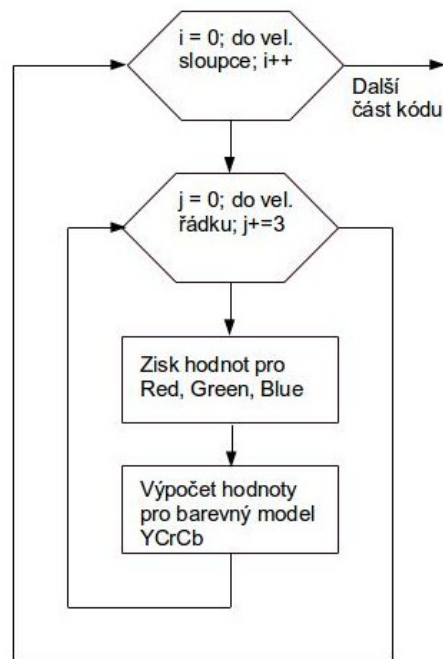 i = 0; do vel.
sloupce; i++
Další
část kódu
j = 0; do vel.
řádku; j+=3
Zisk hodnot pro
Red, Green, Blue
Výpočet hodnoty
pro barevný model
YCrCb